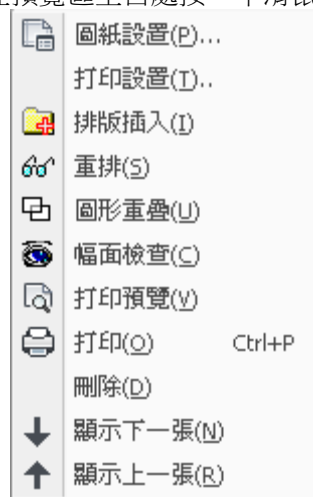 圖紙設置(P)...
打印設置(T)..
排版插入(I)
重排(S)
圖形重疊(U)
幅面檢查(C)
打印預覽(V)
打印(O) Ctrl+P
刪除(D)
顯示下一張(N)
顯示上一張(R)